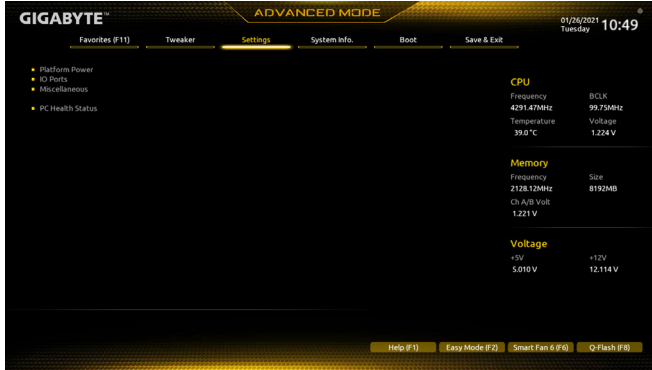 GIGABYTE™
ADVANCED MODE
01/26/2021
Tuesday
10:49
Favorites (F11) Tweaker Settings System Info. Boot Save & Exit
Platform Power
IO Ports
Miscellaneous
PC Health Status
CPU
Frequency BCLK
4291.47MHz 99.75MHz
Temperature Voltage
39.0 °C 1.224 V
Memory
Frequency Size
2128.12MHz 8192MB
Ch A/B Volt
1.221 V
Voltage
+5V +12V
5.010 V 12.114 V
Help (F1) Easy Mode (F2) Smart Fan 6 (F6) Q-Flash (F8)